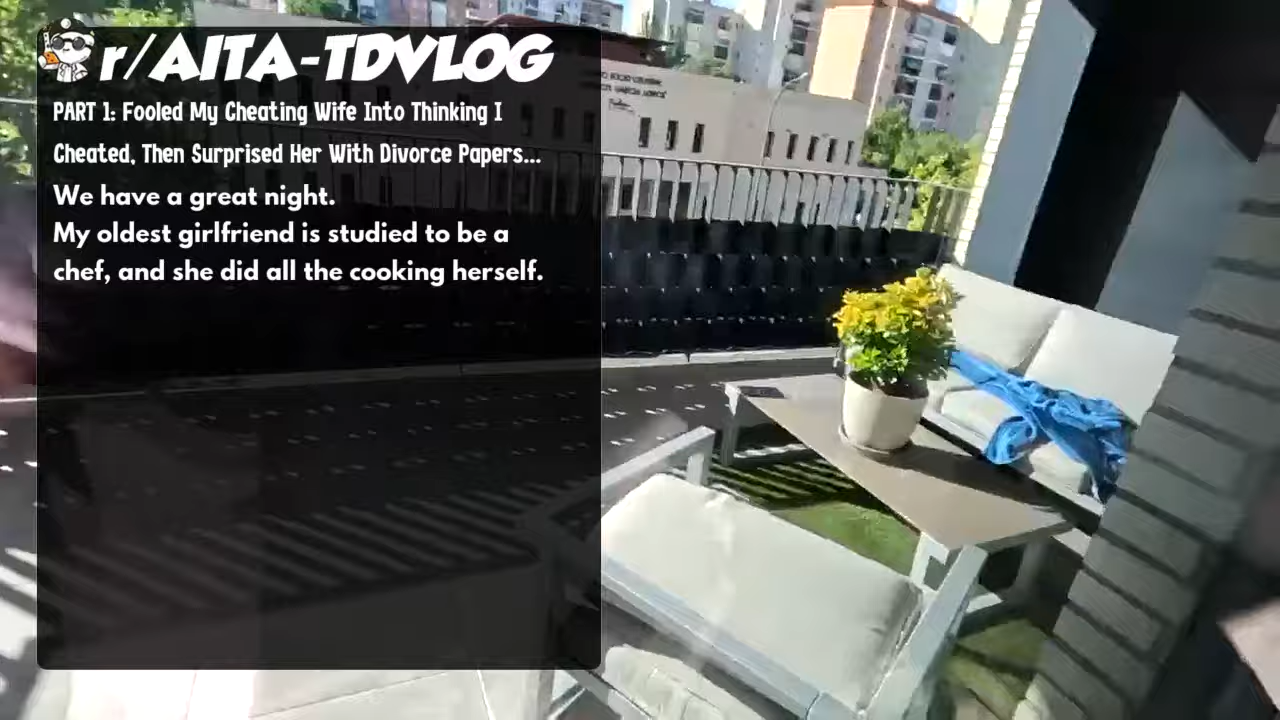 r/AITA-TDVLOG
PART 1: Fooled My Cheating Wife Into Thinking I
Cheated, Then Surprised Her With Divorce Papers...
We have a great night.
My oldest girlfriend is studied to be a
chef, and she did all the cooking herself.